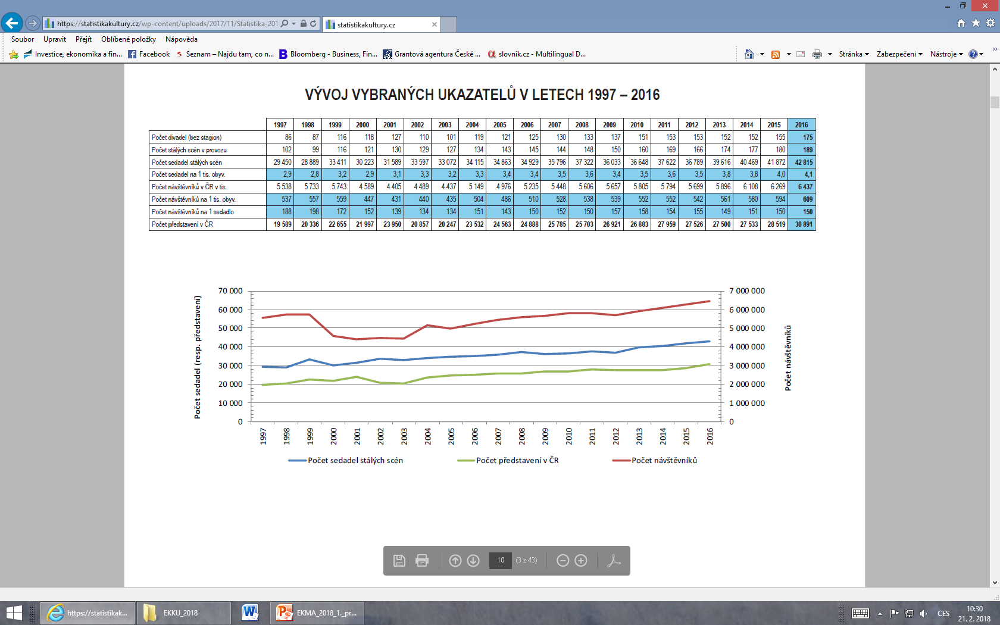 https://statistikakultury.cz/wp-content/uploads/2017/11/Statistika-201
statistikakultury.cz
Soubor Upravit Přejít Oblíbené položky Nápověda
Investice, ekonomika a fin... Facebook Seznam – Najdu tam, co n... Bloomberg - Business, Fin... Grantová agentura České ... slovnik.cz - Multilingual D... Stránka Zabezpečení Nástroje
VÝVOJ VYBRANÝCH UKAZATELŮ V LETECH 1997 – 2016
1997 1998 1999 2000 2001 2002 2003 2004 2005 2006 2007 2008 2009 2010 2011 2012 2013 2014 2015 2016
Počet divadel (bez stagion) 86 87 116 118 127 110 101 119 121 125 130 133 137 151 153 153 152 152 155 175
Počet stálých scén v provozu 102 99 116 121 130 129 127 134 143 145 144 148 150 160 169 166 174 177 180 189
Počet sedadel stálých scén 29 450 28 889 33 411 30 223 31 589 33 597 33 072 34 115 34 863 34 929 35 796 37 322 36 033 36 648 37 622 36 789 39 616 40 469 41 872 42 815
Počet sedadel na 1 tis. obyv. 2,9 2,8 3,2 2,9 3,1 3,3 3,2 3,3 3,4 3,4 3,5 3,6 3,4 3,5 3,6 3,5 3,8 3,8 4,0 4,1
Počet návštěvníků v ČR v tis. 5 538 5 733 5 743 4 589 4 405 4 489 4 437 5 149 4 976 5 235 5 448 5 606 5 657 5 805 5 794 5 699 5 896 6 108 6 269 6 437
Počet návštěvníků na 1 tis. obyv. 537 557 559 447 431 440 435 504 486 510 528 538 539 552 552 542 561 580 594 609
Počet návštěvníků na 1 sedadlo 188 198 172 152 139 134 134 151 143 150 152 150 157 158 154 155 149 151 150 150
Počet představení v ČR 19 589 20 336 22 655 21 997 23 950 20 857 20 247 23 532 24 563 24 888 25 785 25 703 26 921 26 883 27 959 27 526 27 500 27 533 28 519 30 891
Počet sedadel (resp. představení)
70 000 7 000 000
60 000 6 000 000
50 000 5 000 000
40 000 4 000 000
30 000 3 000 000
20 000 2 000 000
10 000 1 000 000
0 0
Počet návštěvníků
1997 1998 1999 2000 2001 2002 2003 2004 2005 2006 2007 2008 2009 2010 2011 2012 2013 2014 2015 2016
Počet sedadel stálých scén Počet představení v ČR Počet návštěvníků
10 (3 z 43)
https://statistikak... EKKU_2018 EKMA_2018_1._pr... CES 10:30
21. 2. 2018